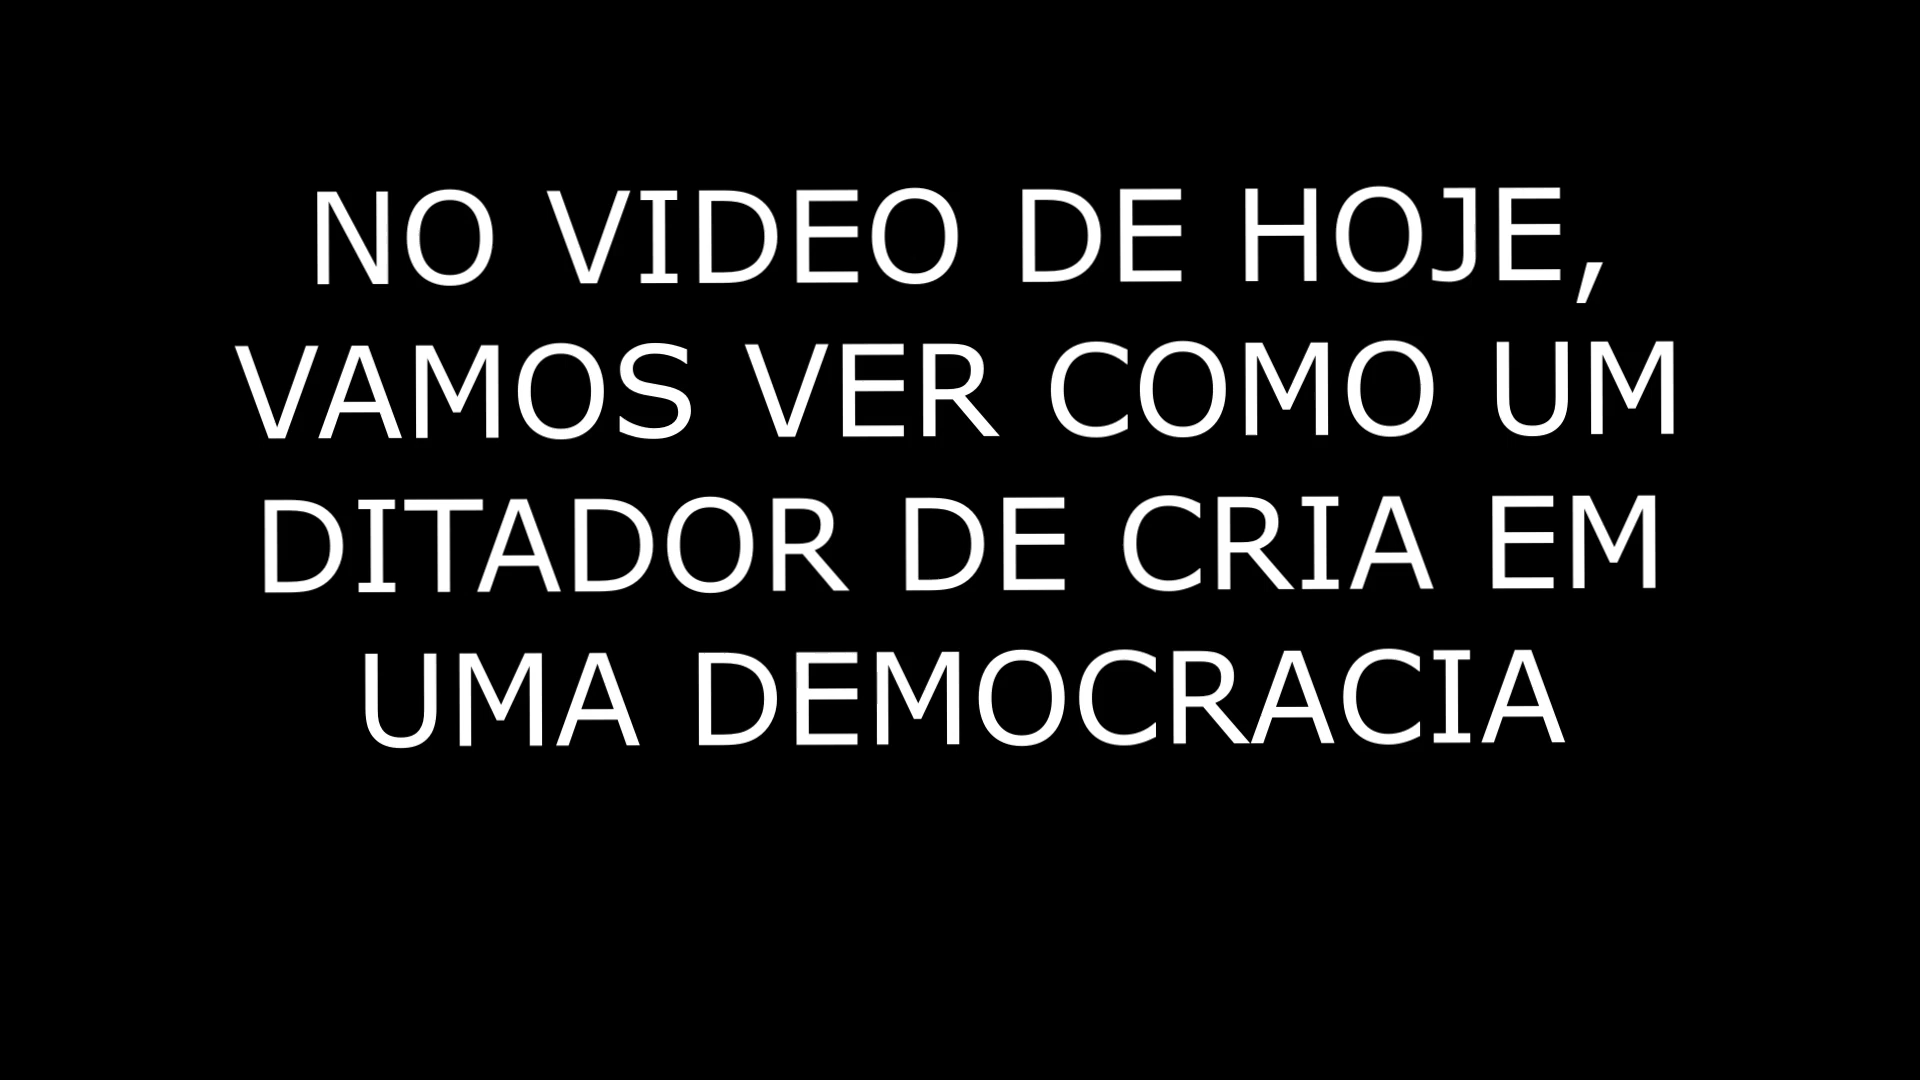 NO VIDEO DE HOJE,
VAMOS VER COMO UM
DITADOR DE CRIA EM
UMA DEMOCRACIA